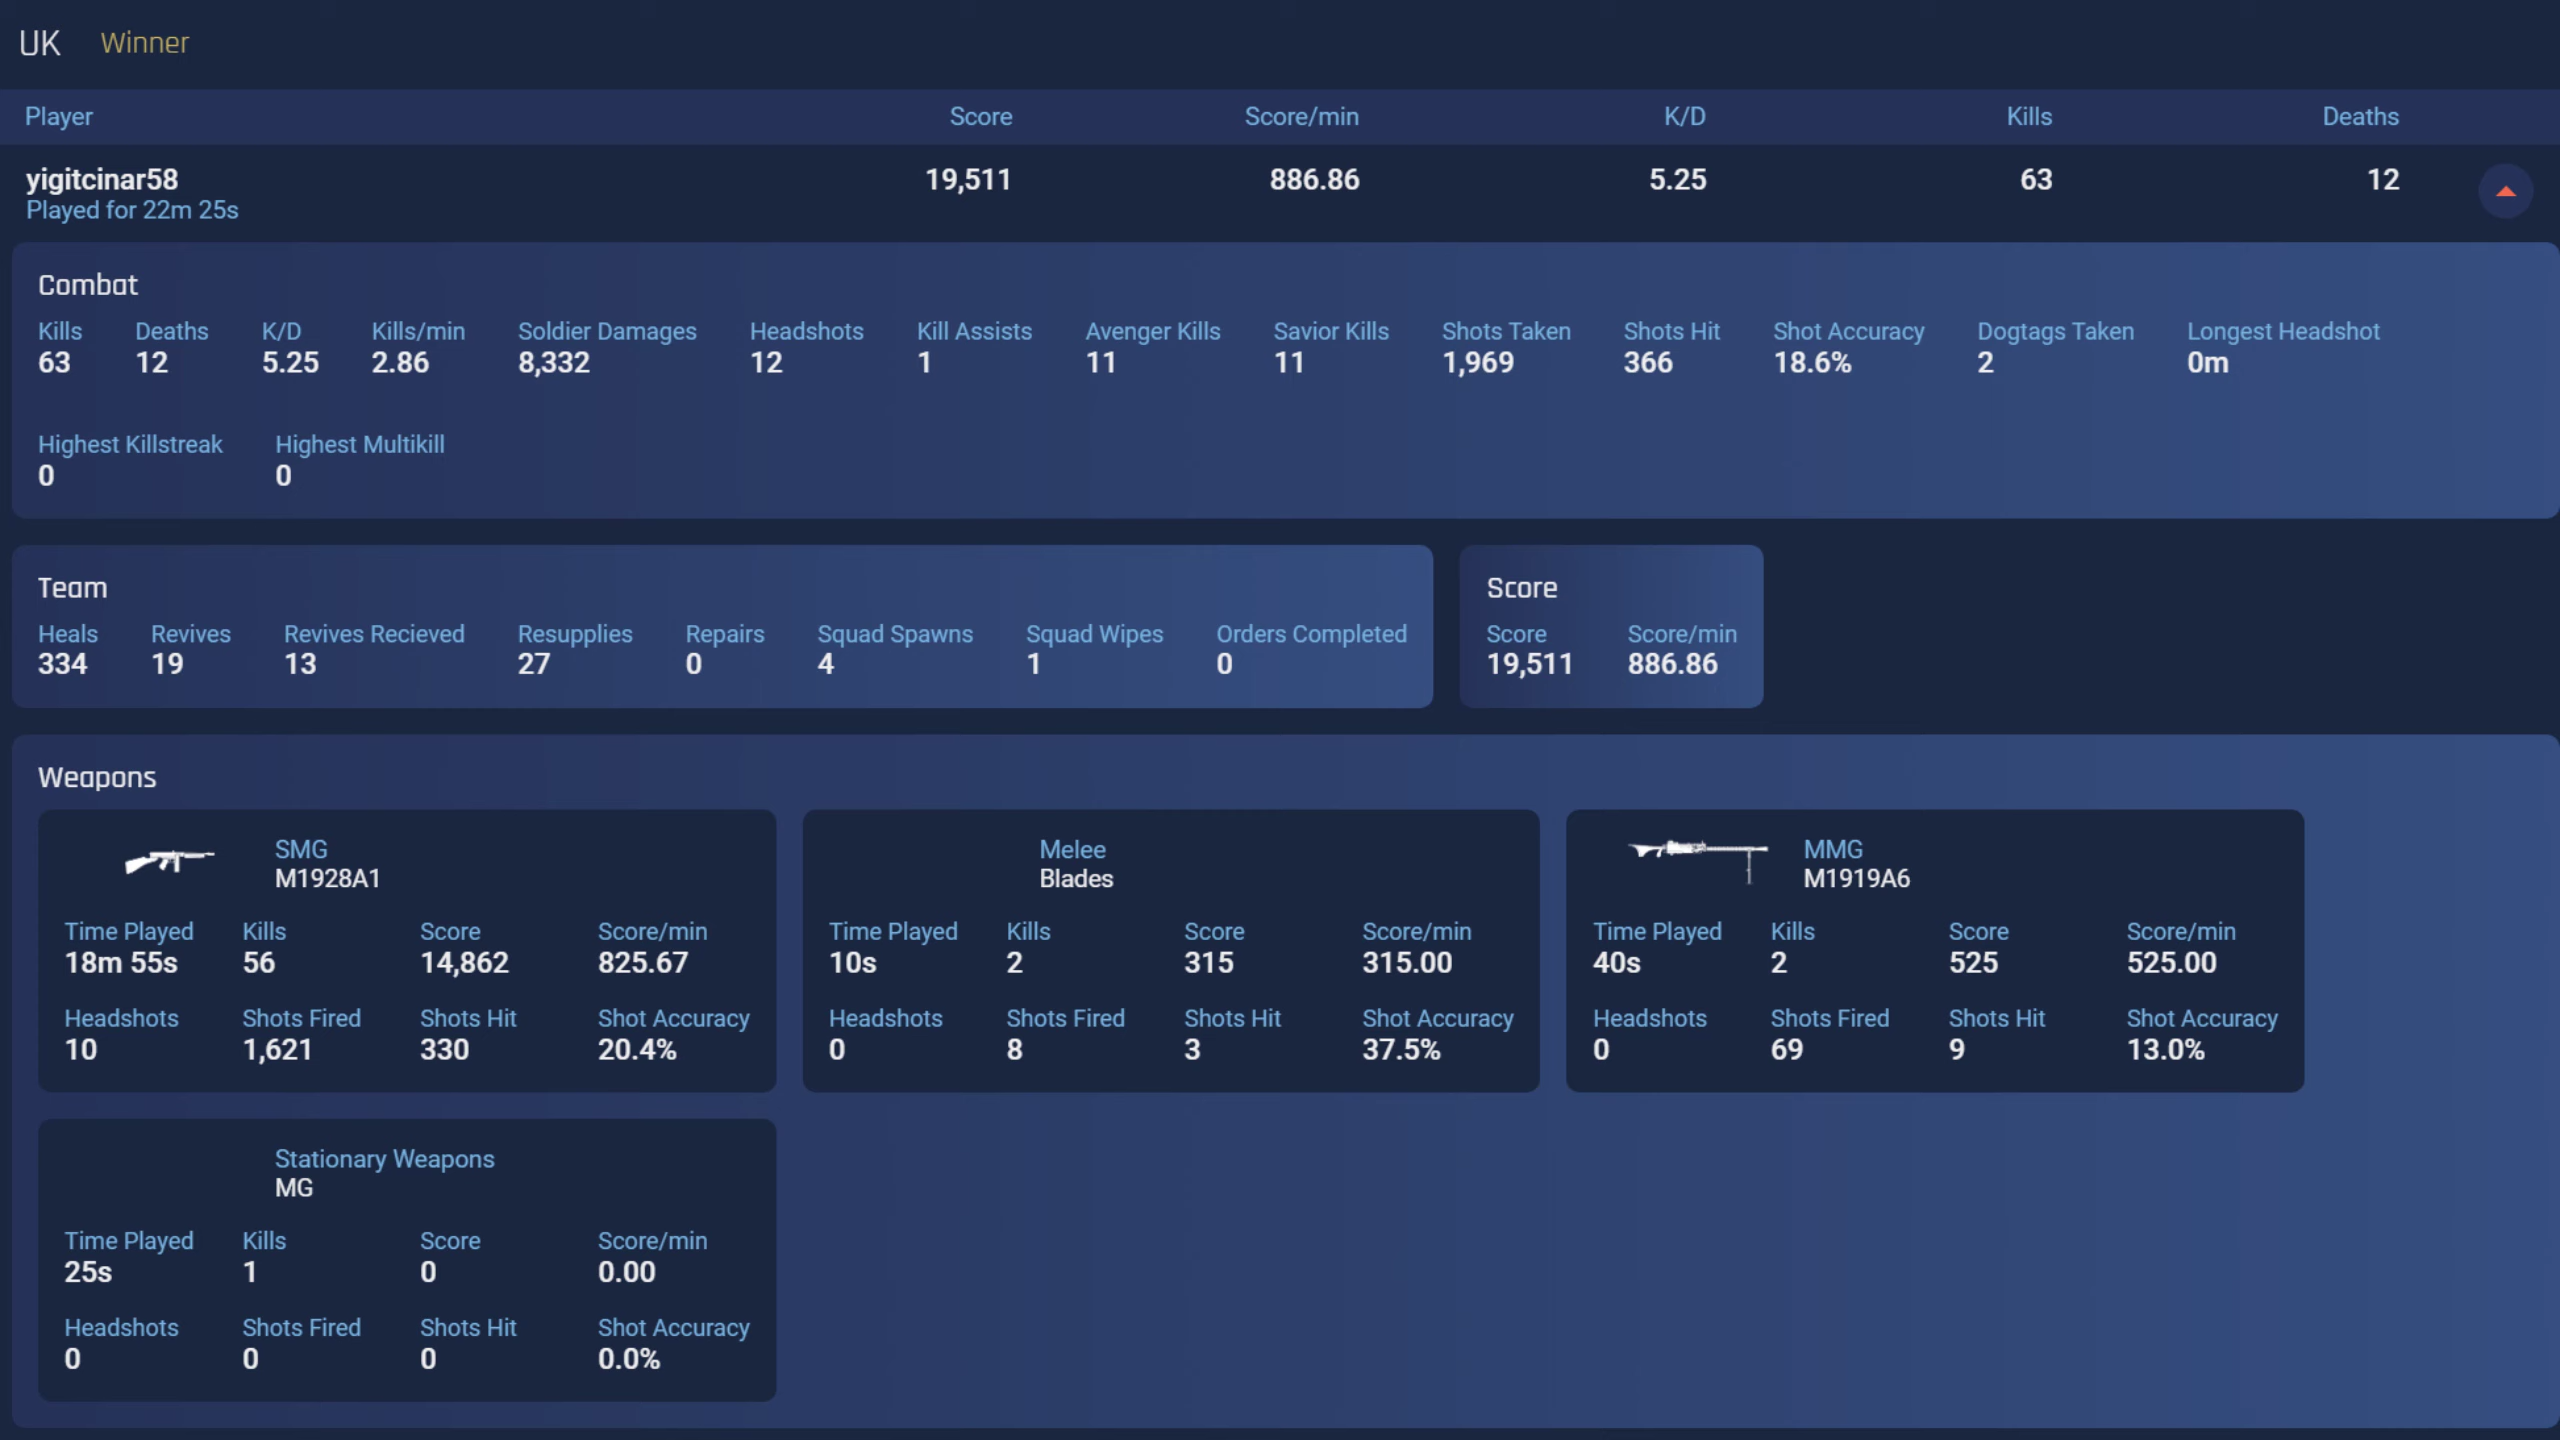 UK Winner
Player Score Score/min K/D Kills Deaths
yigitcinar58 19,511 886.86 5.25 63 12
Played for 22m 25s
Combat
Kills Deaths K/D Kills/min Soldier Damages Headshots Kill Assists Avenger Kills Savior Kills Shots Taken Shots Hit Shot Accuracy Dogtags Taken Longest Headshot
63 12 5.25 2.86 8,332 12 1 11 11 1,969 366 18.6% 2 0m
Highest Killstreak Highest Multikill
0 0
Team
Heals Revives Revives Recieved Resupplies Repairs Squad Spawns Squad Wipes Orders Completed
334 19 13 27 0 4 1 0
Score
Score Score/min
19,511 886.86
Weapons
SMG
M1928A1
Time Played Kills Score Score/min
18m 55s 56 14,862 825.67
Headshots Shots Fired Shots Hit Shot Accuracy
10 1,621 330 20.4%
Melee
Blades
Time Played Kills Score Score/min
10s 2 315 315.00
Headshots Shots Fired Shots Hit Shot Accuracy
0 8 3 37.5%
MMG
M1919A6
Time Played Kills Score Score/min
40s 2 525 525.00
Headshots Shots Fired Shots Hit Shot Accuracy
0 69 9 13.0%
Stationary Weapons
MG
Time Played Kills Score Score/min
25s 1 0 0.00
Headshots Shots Fired Shots Hit Shot Accuracy
0 0 0 0.0%